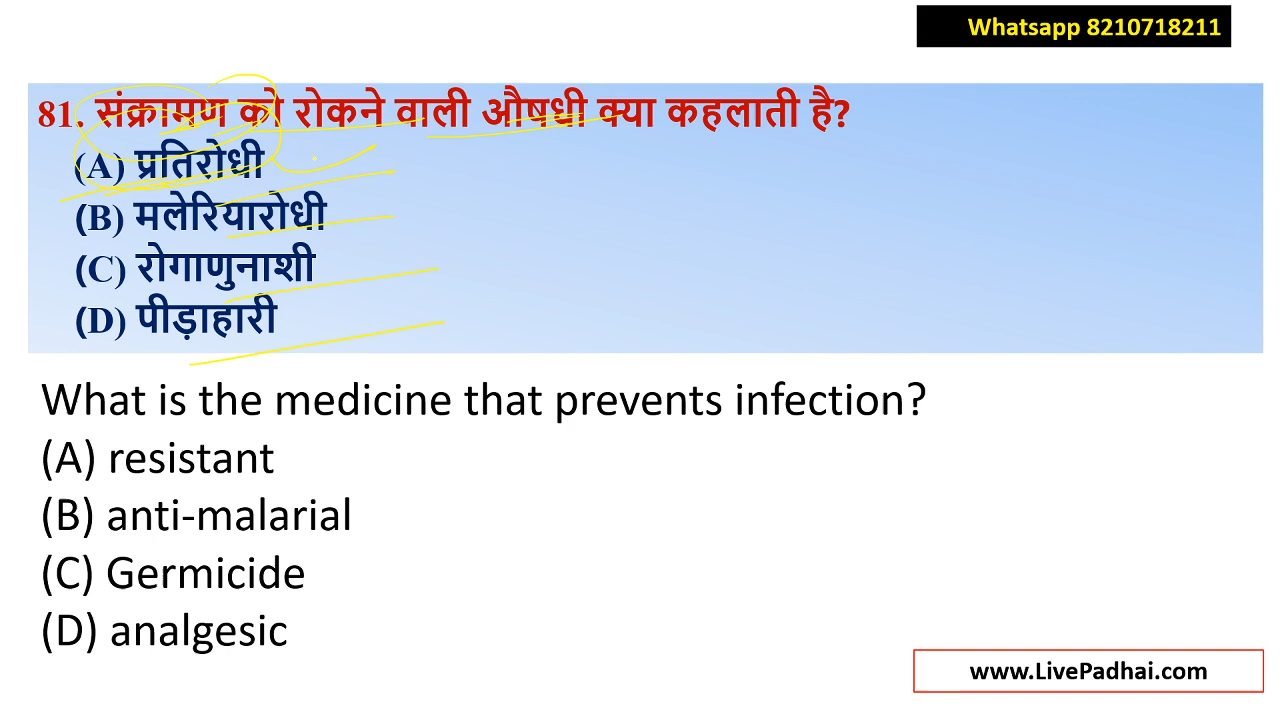 Whatsapp 8210718211
81. संक्रामण को रोकने वाली औषधी क्या कहलाती है?
(A) प्रतिरोधी
(B) मलेरियारोधी
(C) रोगाणुनाशी
(D) पीड़ाहारी
What is the medicine that prevents infection?
(A) resistant
(B) anti-malarial
(C) Germicide
(D) analgesic
www.LivePadhai.com